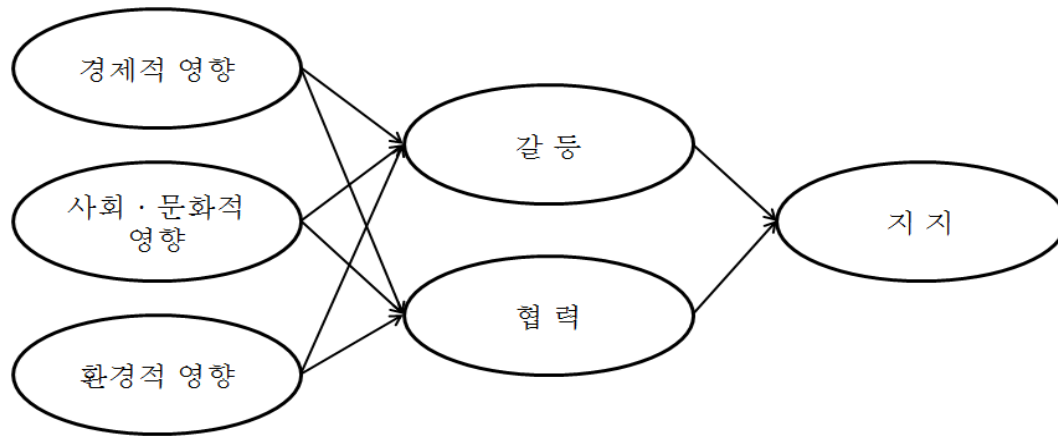 경제적 영향
사회 · 문화적
영향
환경적 영향
갈 등
협 력
지 지